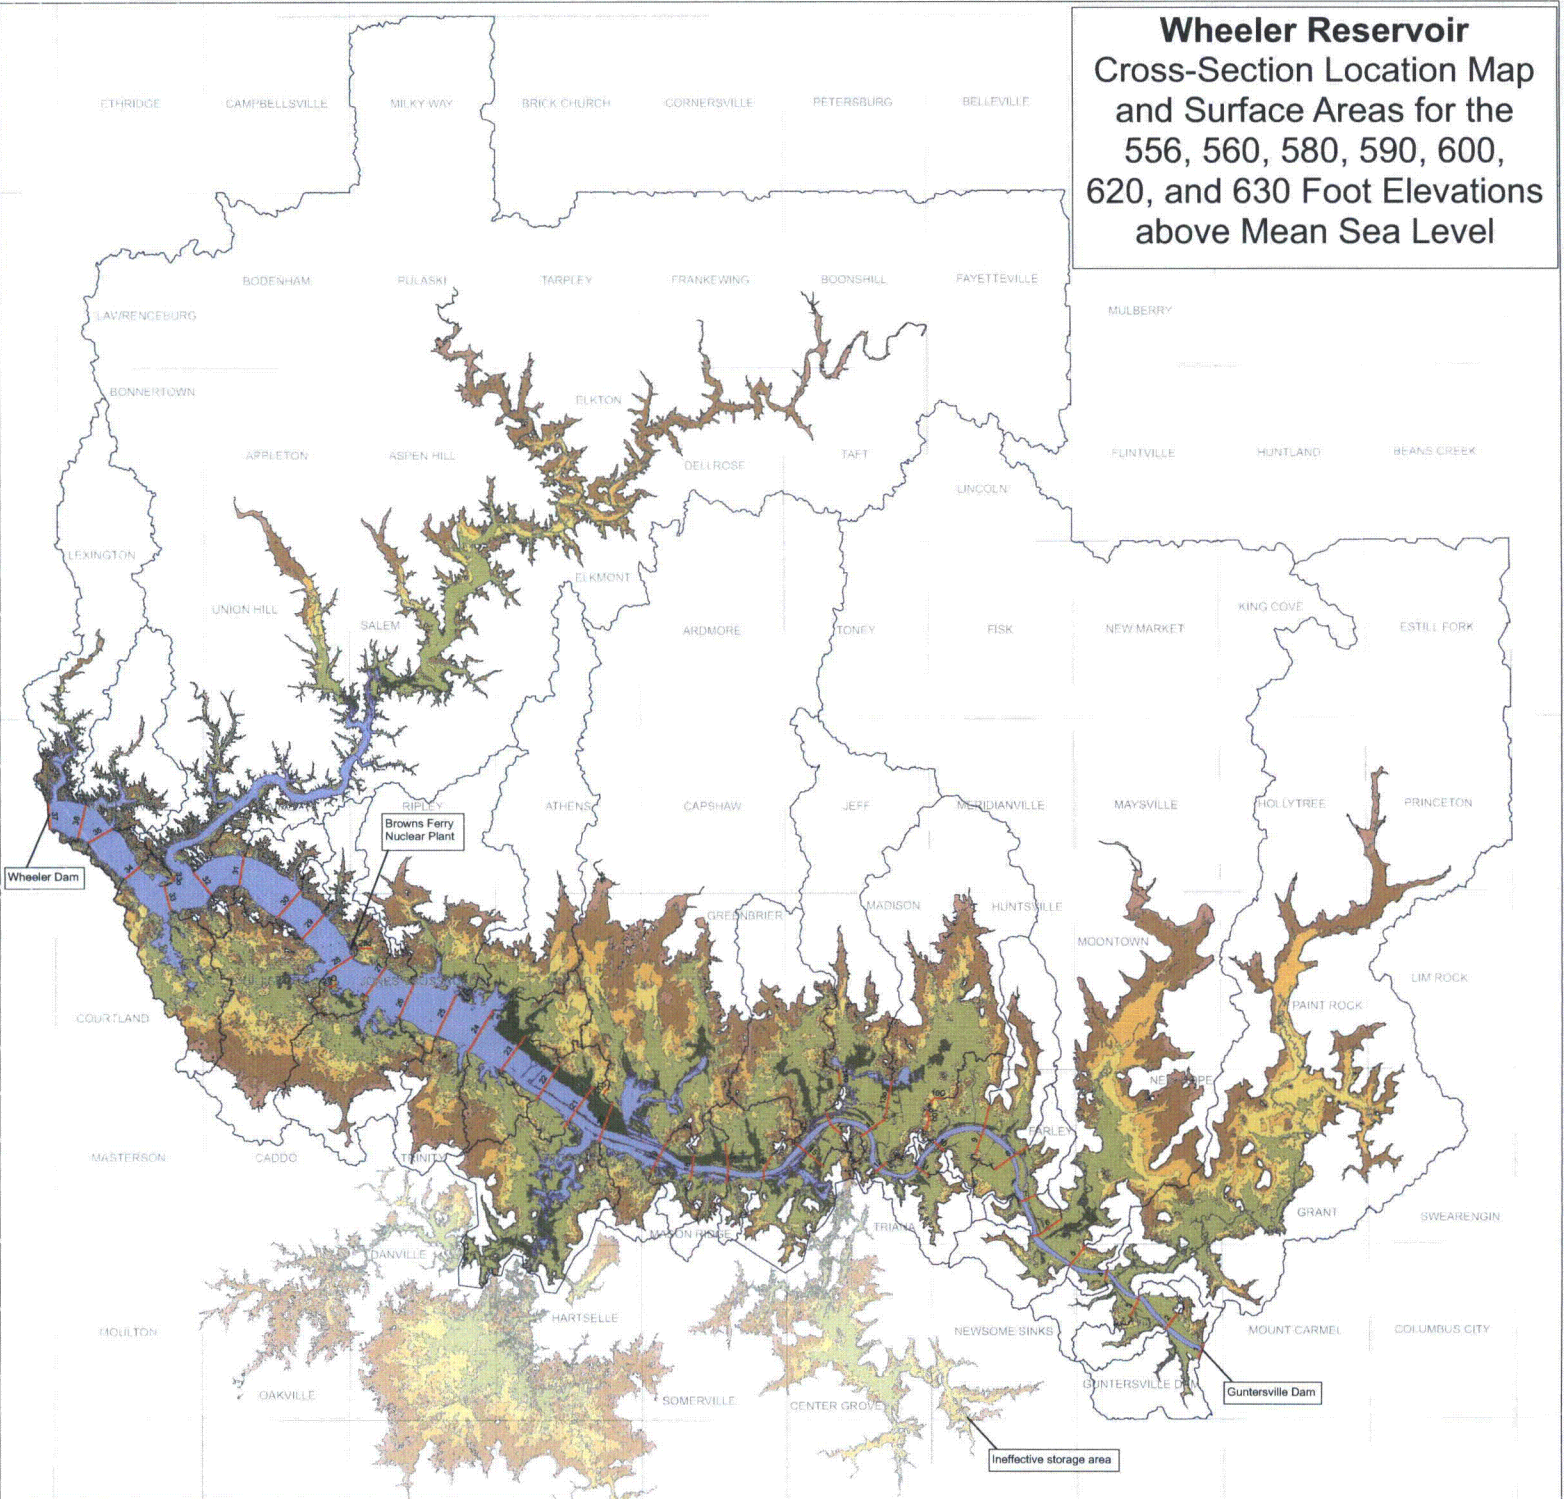 Wheeler Reservoir
Cross-Section Location Map
and Surface Areas for the
556, 560, 580, 590, 600,
620, and 630 Foot Elevations
above Mean Sea Level
ETHRIDGE
CAMPBELLSVILLE
MILKY WAY
BRICK CHURCH
CORNERSVILLE
PETERSBURG
BELLEVILLE
BODENHAM
PULASKI
TARPLEY
FRANKEWING
BOONSHILL
FAYETTEVILLE
LAWRENCEBURG
MULBERRY
BONNERTOWN
ELKTON
APPLETON
ASPEN HILL
DELLROSE
TAFT
FLINTVILLE
HUNTLAND
BEANS CREEK
LINCOLN
LEXINGTON
ELKMONT
UNION HILL
SALEM
ARDMORE
TONEY
FISK
NEW MARKET
KING COVE
ESTILL FORK
RIPLEY
ATHENS
CAPSHAW
JEFF
MERIDIANVILLE
MAYSVILLE
HOLLYTREE
PRINCETON
Browns Ferry
Nuclear Plant
Wheeler Dam
GREENBRIER
MADISON
HUNTSVILLE
MOONTOWN
LIM ROCK
PAINT ROCK
COURTLAND
NEW HOPE
FARLEY
MASTERSON
CADDO
TRINITY
MASON RIDGE
TRIANA
GRANT
SWEARENGIN
DANVILLE
MOULTON
HARTSELLE
NEWSOME SINKS
MOUNT CARMEL
COLUMBUS CITY
OAKVILLE
SOMERVILLE
CENTER GROVE
GUNTERSVILLE DAM
Guntersville Dam
Ineffective storage area